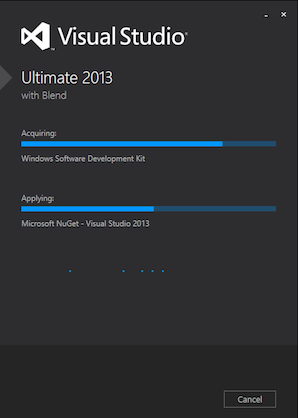 Visual Studio
Ultimate 2013
with Blend
Acquiring:
Windows Software Development Kit
Applying:
Microsoft NuGet - Visual Studio 2013
Cancel